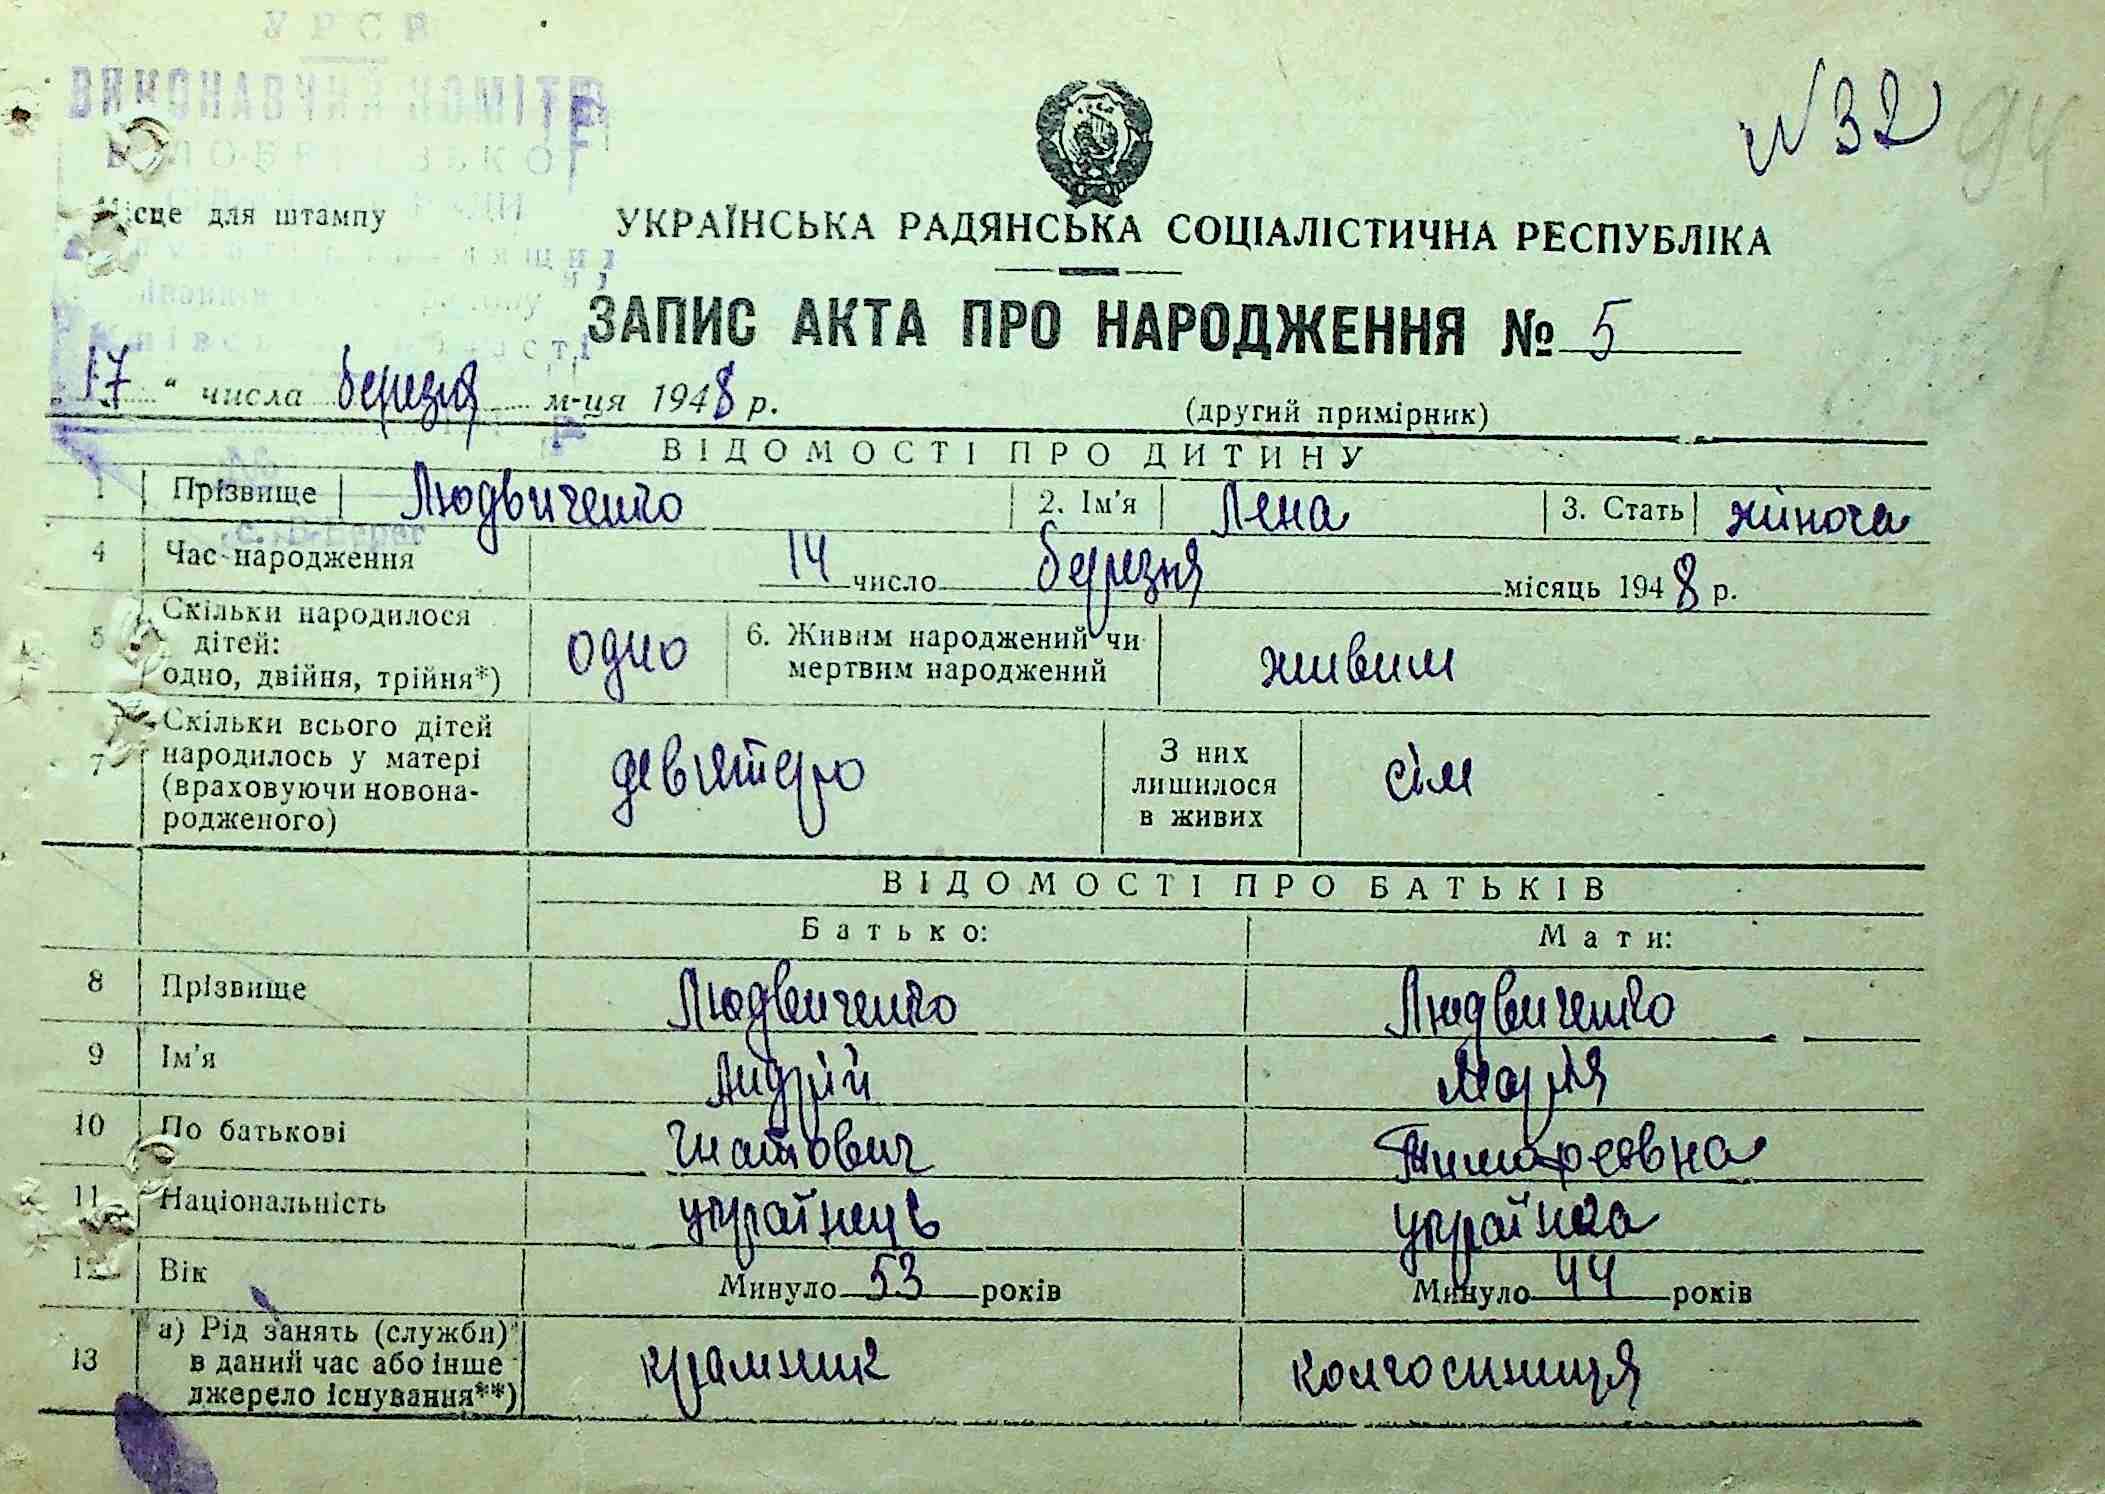 УРСР
ВИКОНАВЧИЙ КОМІТЕТ
Місце для штампу
N 32
94
УКРАЇНСЬКА РАДЯНСЬКА СОЦІАЛІСТИЧНА РЕСПУБЛІКА
ЗАПИС АКТА ПРО НАРОДЖЕННЯ № 5
17 " числа березня м-ця 1948 р.
(другий примірник)
ВІДОМОСТІ ПРО ДИТИНУ
1 Прізвище Людвиченко 2. Ім'я Лена 3. Стать жіноча
4 Час народження 14 число березня місяць 1948 р.
5 Скільки народилося дітей: одно, двійня, трійня*) одно 6. Живим народжений чи мертвим народжений живим
7 Скільки всього дітей народилось у матері (враховуючи новонародженого) девятеро З них лишилося в живих сім
ВІДОМОСТІ ПРО БАТЬКІВ
Батько: Мати:
8 Прізвище Людвиченко Людвиченко
9 Ім'я Андрій Марія
10 По батькові Гнатович Тимофеевна
11 Національність українець українка
12 Вік Минуло 53 років Минуло 44 років
13 а) Рід занять (служби) в даний час або інше джерело існування**) крамник колгоспниця